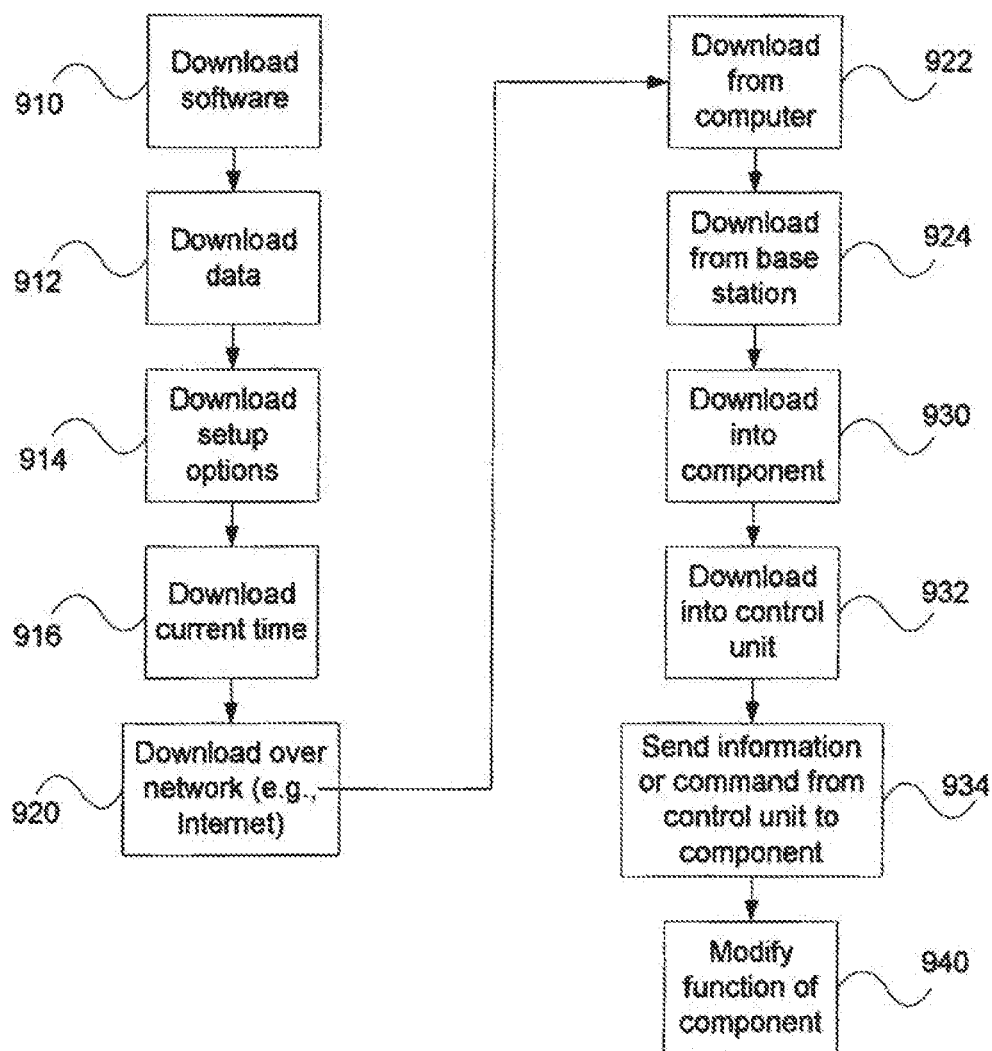 910
Download
software
912
Download
data
914
Download
setup
options
916
Download
current time
920
Download over
network (e.g.,
Internet)
Download
from
computer
922
Download
from base
station
924
Download
into
component
930
Download
into control
unit
932
Send information
or command from
control unit to
component
934
Modify
function of
component
940